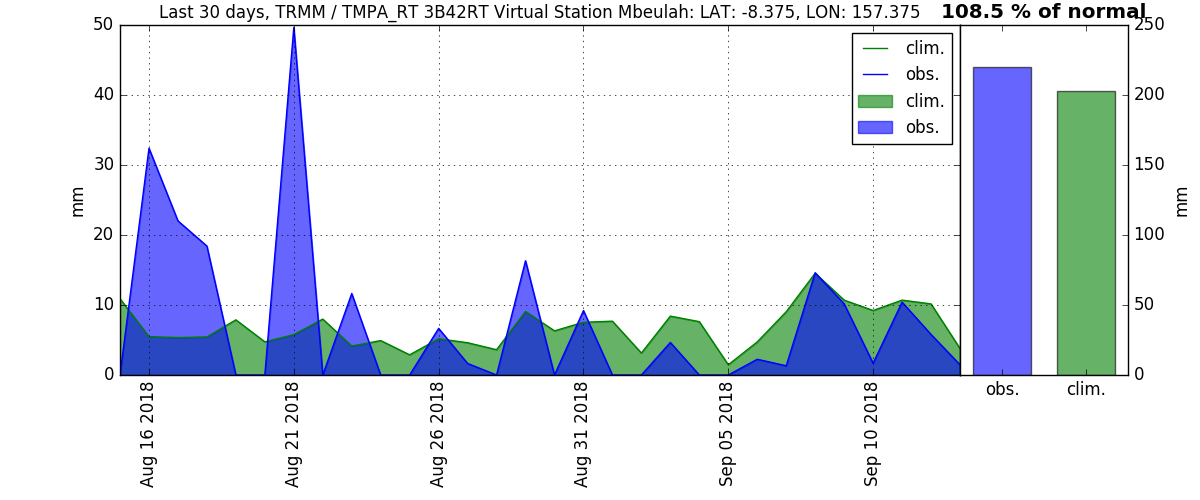 Last 30 days, TRMM / TMPA_RT 3B42RT Virtual Station Mbeulah: LAT: -8.375, LON: 157.375
108.5 % of normal
50
40
30
20
10
0
mm
clim.
obs.
clim.
obs.
250
200
150
100
50
0
mm
Aug 16 2018
Aug 21 2018
Aug 26 2018
Aug 31 2018
Sep 05 2018
Sep 10 2018
obs.
clim.